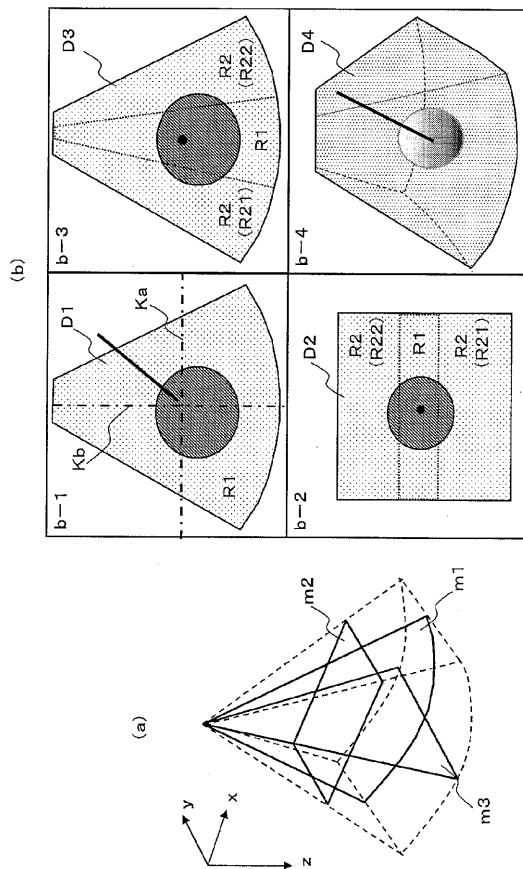 (a)
y
x
z
m2
m1
m3
(b)
b-1
D1
Ka
Kb
R1
b-3
D3
R2
(R22)
R1
R2
(R21)
b-2
D2
R2
(R22)
R1
R2
(R21)
b-4
D4